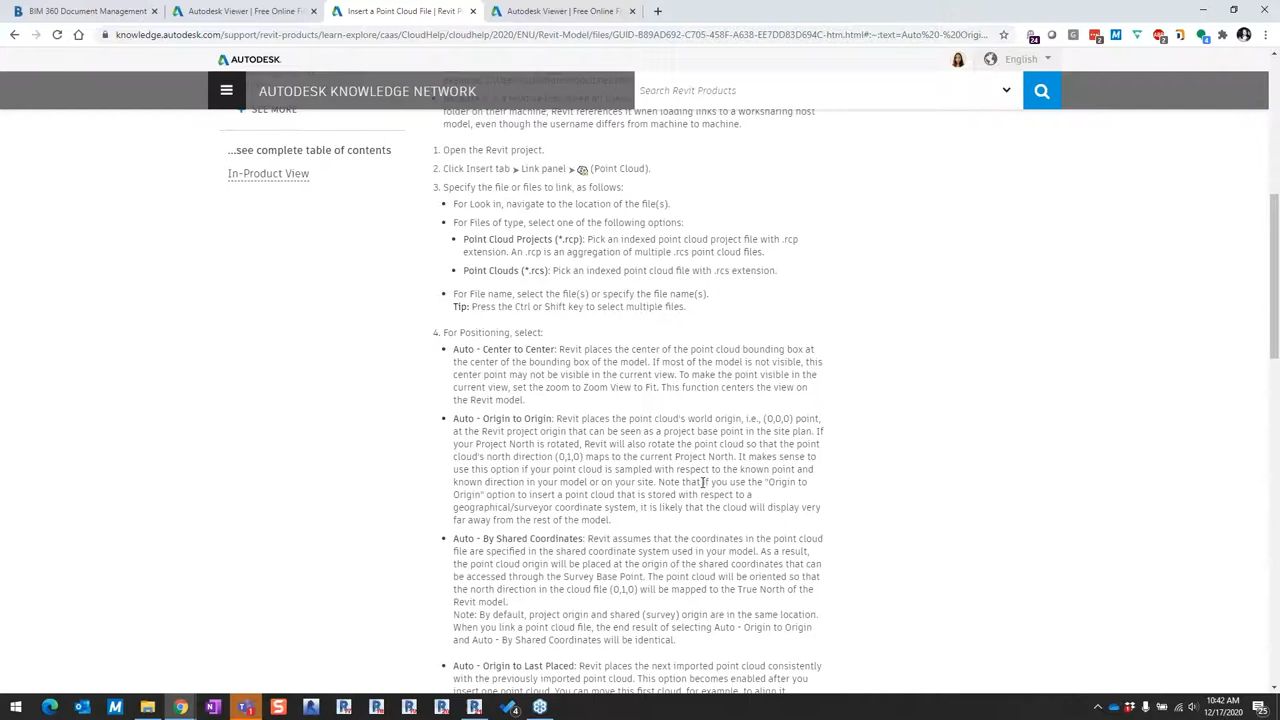 BIM 360 Document Management
Autodesk Viewer | Free Online Fi
Insert a Point Cloud File | Revit P
Autodesk Viewer | Free Online Fi
knowledge.autodesk.com/support/revit-products/learn-explore/caas/CloudHelp/cloudhelp/2020/ENU/Revit-Model/files/GUID-B89AD692-C705-458F-A638-EE7DD83D694C-htm.html#:~:text=Auto%20-%20Origi...
AUTODESK.
English
AUTODESK KNOWLEDGE NETWORK
Search Revit Products
SEE MORE
...see complete table of contents
In-Product View
folder on their machine, Revit references it when loading links to a worksharing host
model, even though the username differs from machine to machine.
1. Open the Revit project.
2. Click Insert tab Link panel (Point Cloud).
3. Specify the file or files to link, as follows:
• For Look in, navigate to the location of the file(s).
• For Files of type, select one of the following options:
• Point Cloud Projects (*.rcp): Pick an indexed point cloud project file with .rcp
extension. An .rcp is an aggregation of multiple .rcs point cloud files.
• Point Clouds (*.rcs): Pick an indexed point cloud file with .rcs extension.
• For File name, select the file(s) or specify the file name(s).
Tip: Press the Ctrl or Shift key to select multiple files.
4. For Positioning, select:
• Auto - Center to Center: Revit places the center of the point cloud bounding box at
the center of the bounding box of the model. If most of the model is not visible, this
center point may not be visible in the current view. To make the point visible in the
current view, set the zoom to Zoom View to Fit. This function centers the view on
the Revit model.
• Auto - Origin to Origin: Revit places the point cloud's world origin, i.e., (0,0,0) point,
at the Revit project origin that can be seen as a project base point in the site plan. If
your Project North is rotated, Revit will also rotate the point cloud so that the point
cloud's north direction (0,1,0) maps to the current Project North. It makes sense to
use this option if your point cloud is sampled with respect to the known point and
known direction in your model or on your site. Note that if you use the "Origin to
Origin" option to insert a point cloud that is stored with respect to a
geographical/surveyor coordinate system, it is likely that the cloud will display very
far away from the rest of the model.
• Auto - By Shared Coordinates: Revit assumes that the coordinates in the point cloud
file are specified in the shared coordinate system used in your model. As a result,
the point cloud origin will be placed at the origin of the shared coordinates that can
be accessed through the Survey Base Point. The point cloud will be oriented so that
the north direction in the cloud file (0,1,0) will be mapped to the True North of the
Revit model.
Note: By default, project origin and shared (survey) origin are in the same location.
When you link a point cloud file, the end result of selecting Auto - Origin to Origin
and Auto - By Shared Coordinates will be identical.
• Auto - Origin to Last Placed: Revit places the next imported point cloud consistently
with the previously imported point cloud. This option becomes enabled after you
insert one point cloud. You can move this first cloud, for example, to align it
10:42 AM
12/17/2020